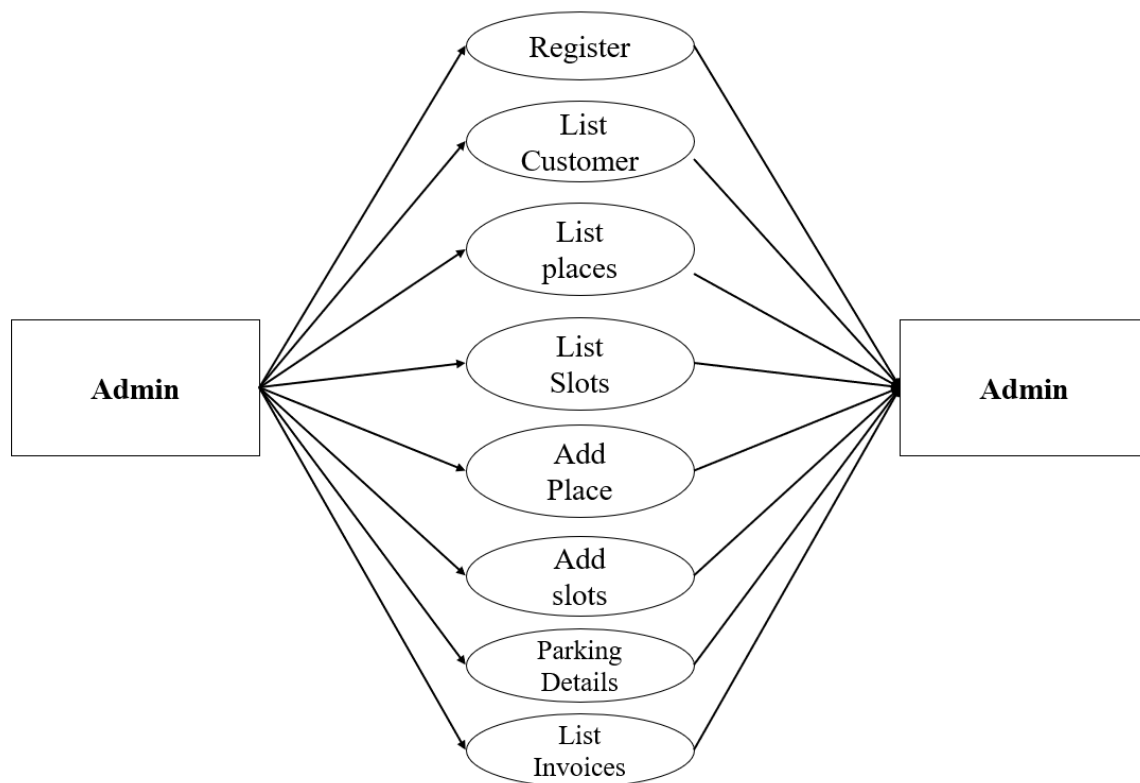 Register
List
Customer
List
places
List
Slots
Admin
Admin
Add
Place
Add
slots
Parking
Details
List
Invoices